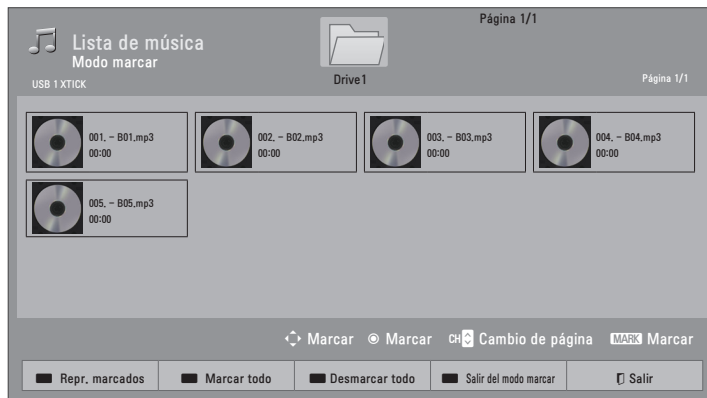 Página 1/1
Lista de música
Modo marcar
Drive1
USB 1 XTICK
Página 1/1
001. - B01.mp3
00:00
002. - B02.mp3
00:00
003. - B03.mp3
00:00
004. - B04.mp3
00:00
005. - B05.mp3
00:00
Marcar Marcar CH Cambio de página MARK Marcar
Repr. marcados Marcar todo Desmarcar todo Salir del modo marcar Salir